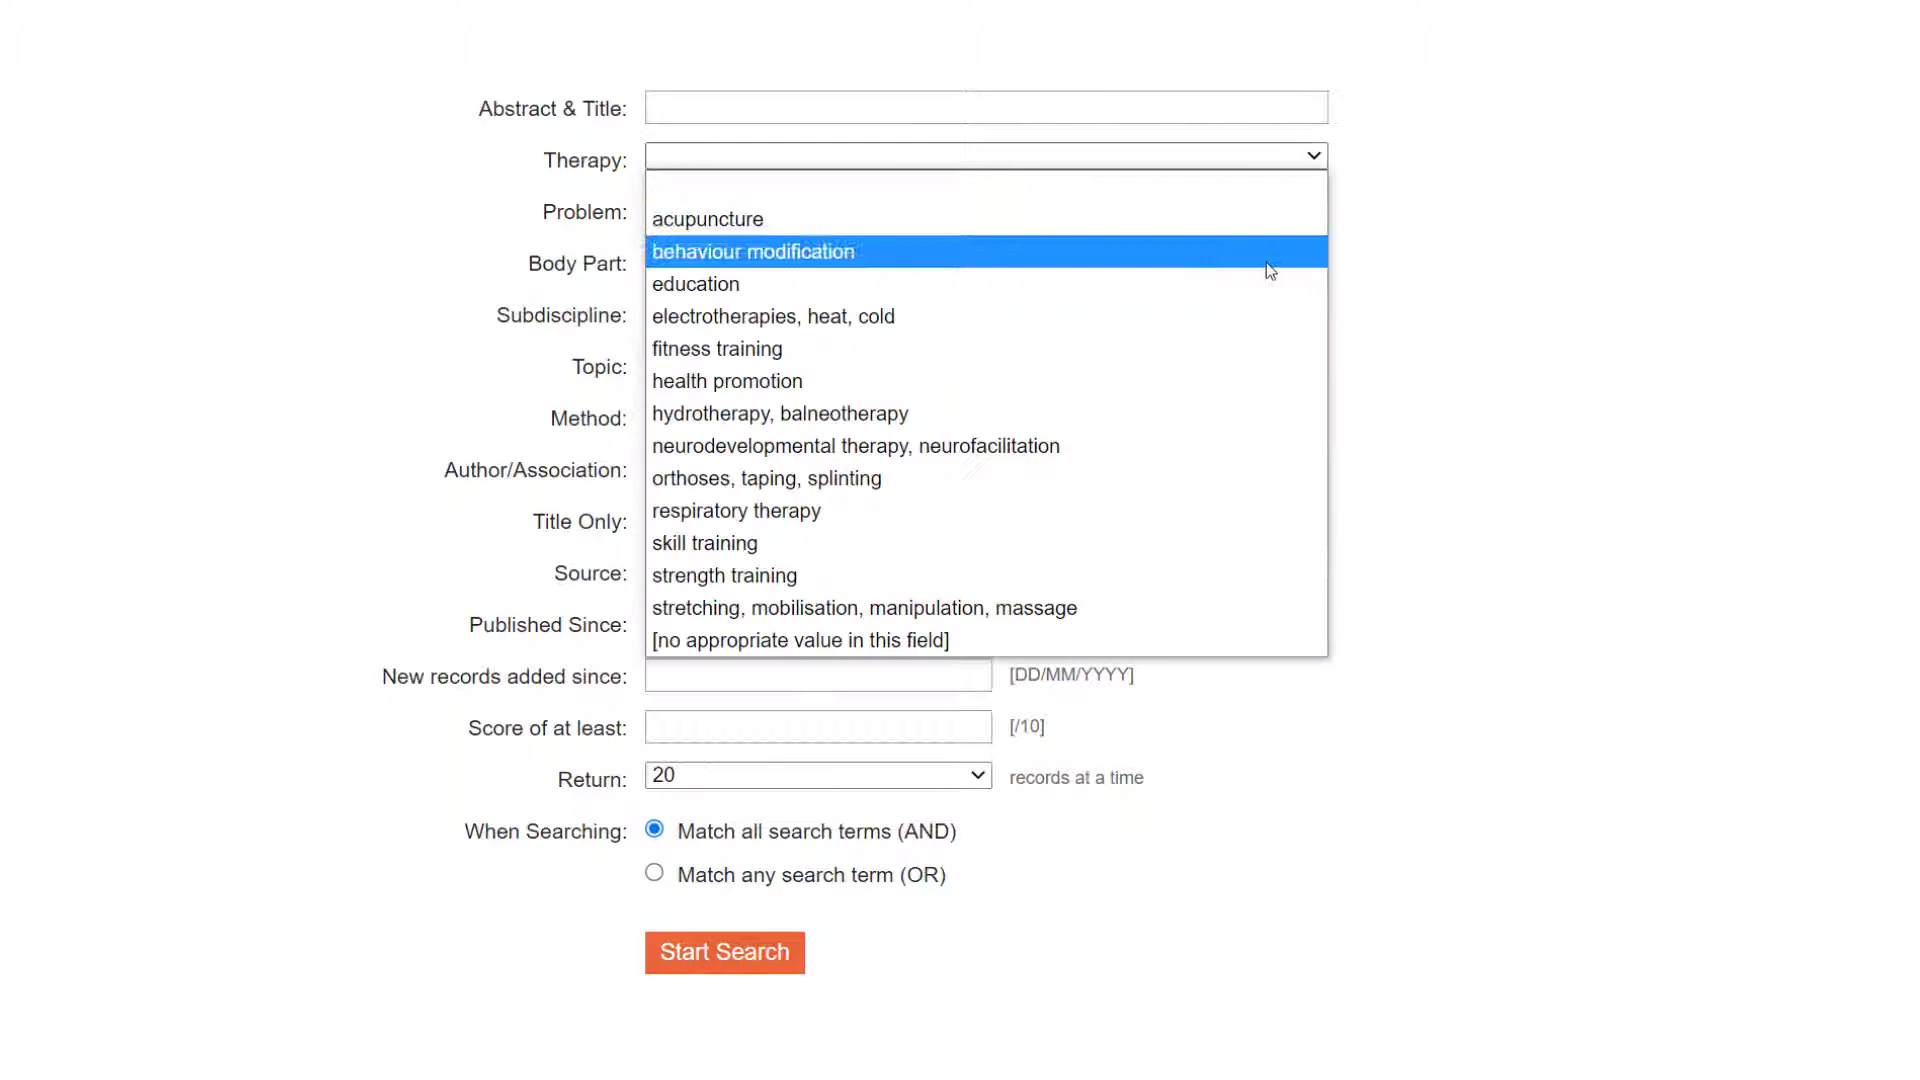 Abstract & Title:
Therapy:
Problem:
acupuncture
behaviour modification
Body Part:
education
Subdiscipline:
electrotherapies, heat, cold
fitness training
Topic:
health promotion
Method:
hydrotherapy, balneotherapy
neurodevelopmental therapy, neurofacilitation
Author/Association:
orthoses, taping, splinting
respiratory therapy
Title Only:
skill training
Source:
strength training
stretching, mobilisation, manipulation, massage
Published Since:
[no appropriate value in this field]
New records added since: [DD/MM/YYYY]
Score of at least: [/10]
Return: 20 records at a time
When Searching: Match all search terms (AND)
Match any search term (OR)
Start Search